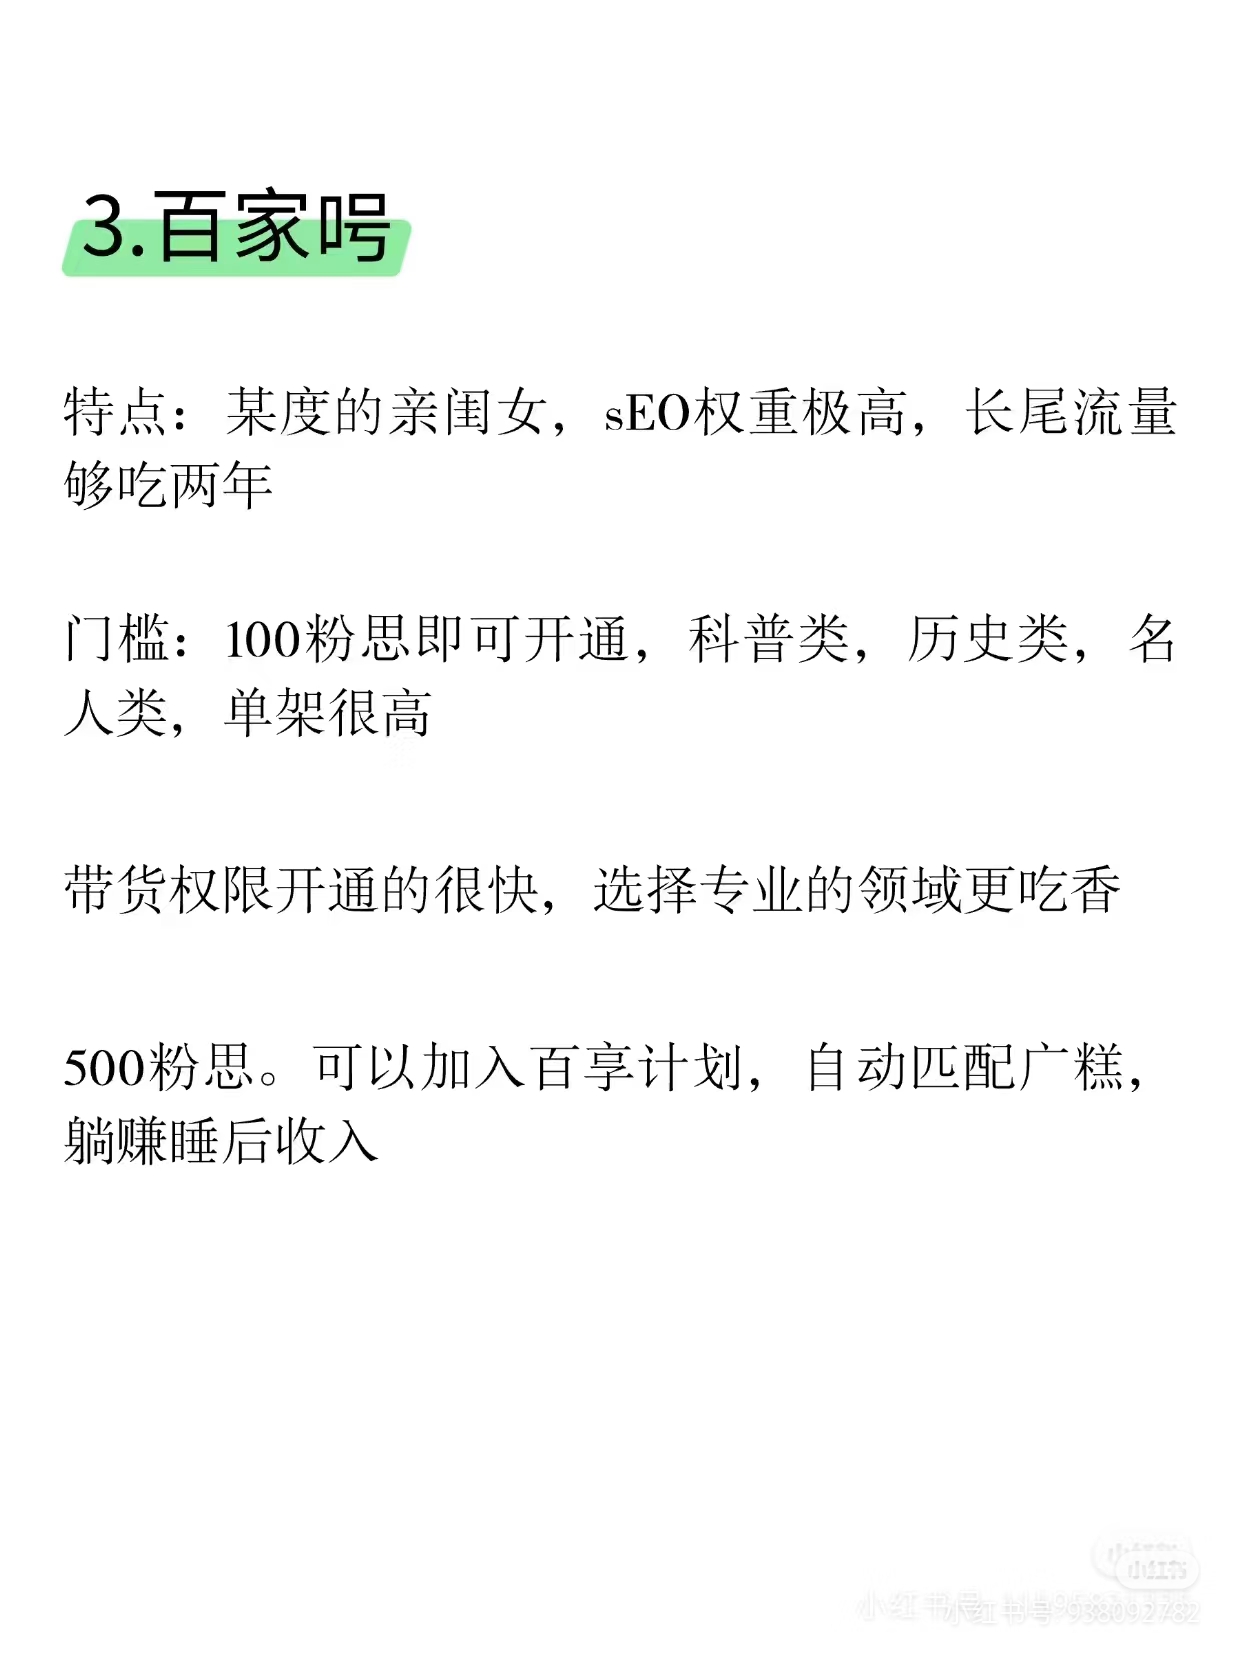 3.百家呺
特点：某度的亲闺女，sEO权重极高，长尾流量
够吃两年
门槛：100粉思即可开通，科普类，历史类，名
人类，单架很高
带货权限开通的很快，选择专业的领域更吃香
500粉思。可以加入百享计划，自动匹配广糕，
躺赚睡后收入
小红书
小红书号:938092782